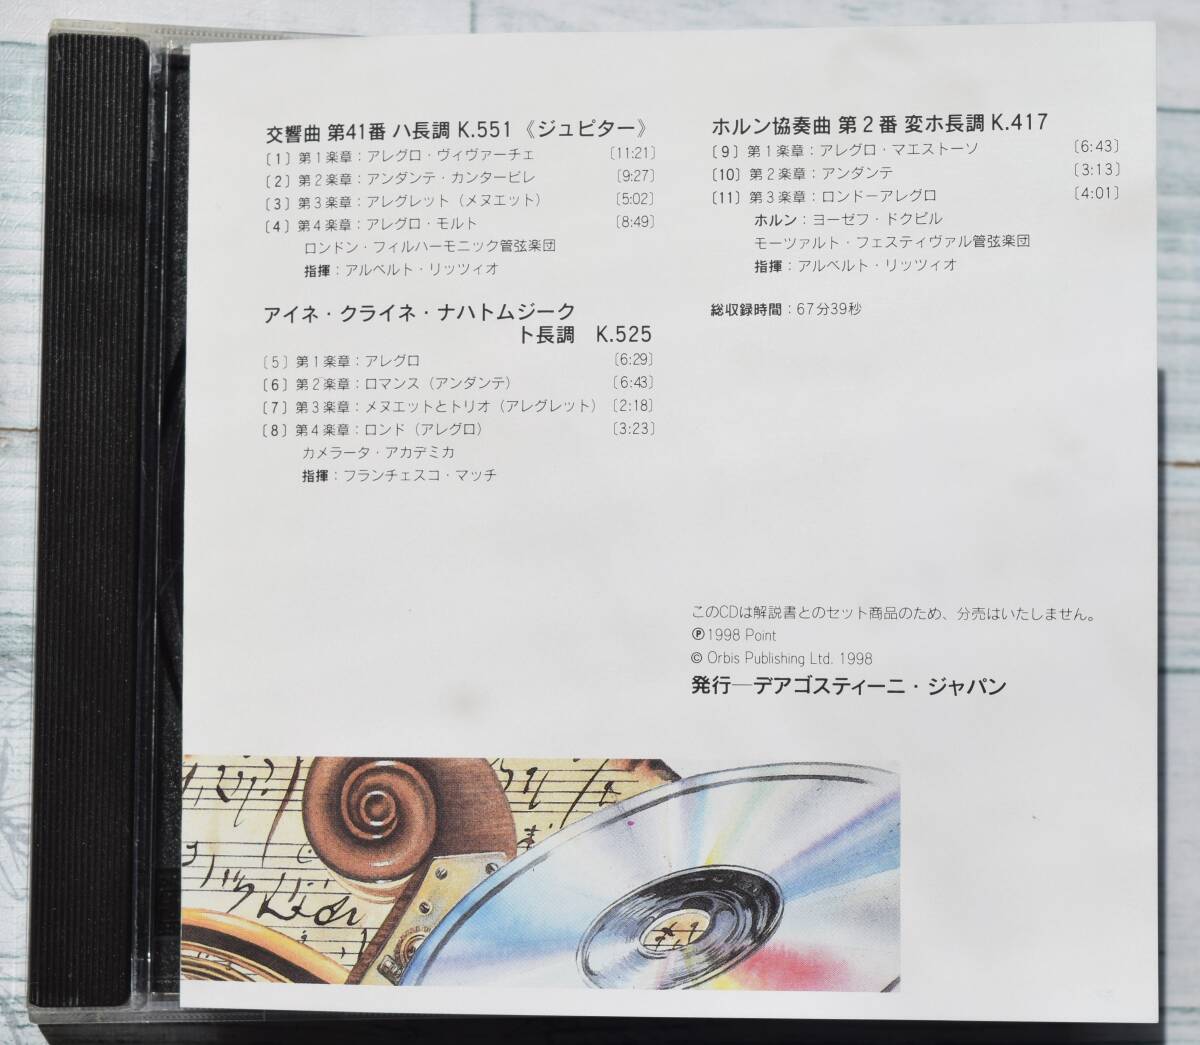 交響曲 第41番 ハ長調 K.551《ジュピター》
〔1〕第1楽章：アレグロ・ヴィヴァーチェ 〔11:21〕
〔2〕第2楽章：アンダンテ・カンタービレ 〔9:27〕
〔3〕第3楽章：アレグレット（メヌエット） 〔5:02〕
〔4〕第4楽章：アレグロ・モルト 〔8:49〕
ロンドン・フィルハーモニック管弦楽団
指揮：アルベルト・リッツィオ
アイネ・クライネ・ナハトムジーク
ト長調 K.525
〔5〕第1楽章：アレグロ 〔6:29〕
〔6〕第2楽章：ロマンス（アンダンテ） 〔6:43〕
〔7〕第3楽章：メヌエットとトリオ（アレグレット） 〔2:18〕
〔8〕第4楽章：ロンド（アレグロ） 〔3:23〕
カメラータ・アカデミカ
指揮：フランチェスコ・マッチ
ホルン協奏曲 第2番 変ホ長調 K.417
〔9〕第1楽章：アレグロ・マエストーソ 〔6:43〕
〔10〕第2楽章：アンダンテ 〔3:13〕
〔11〕第3楽章：ロンドーアレグロ 〔4:01〕
ホルン：ヨーゼフ・ドクピル
モーツァルト・フェスティヴァル管弦楽団
指揮：アルベルト・リッツィオ
総収録時間：67分39秒
このCDは解説書とのセット商品のため、分売はいたしません。
℗1998 Point
© Orbis Publishing Ltd. 1998
発行―デアゴスティーニ・ジャパン